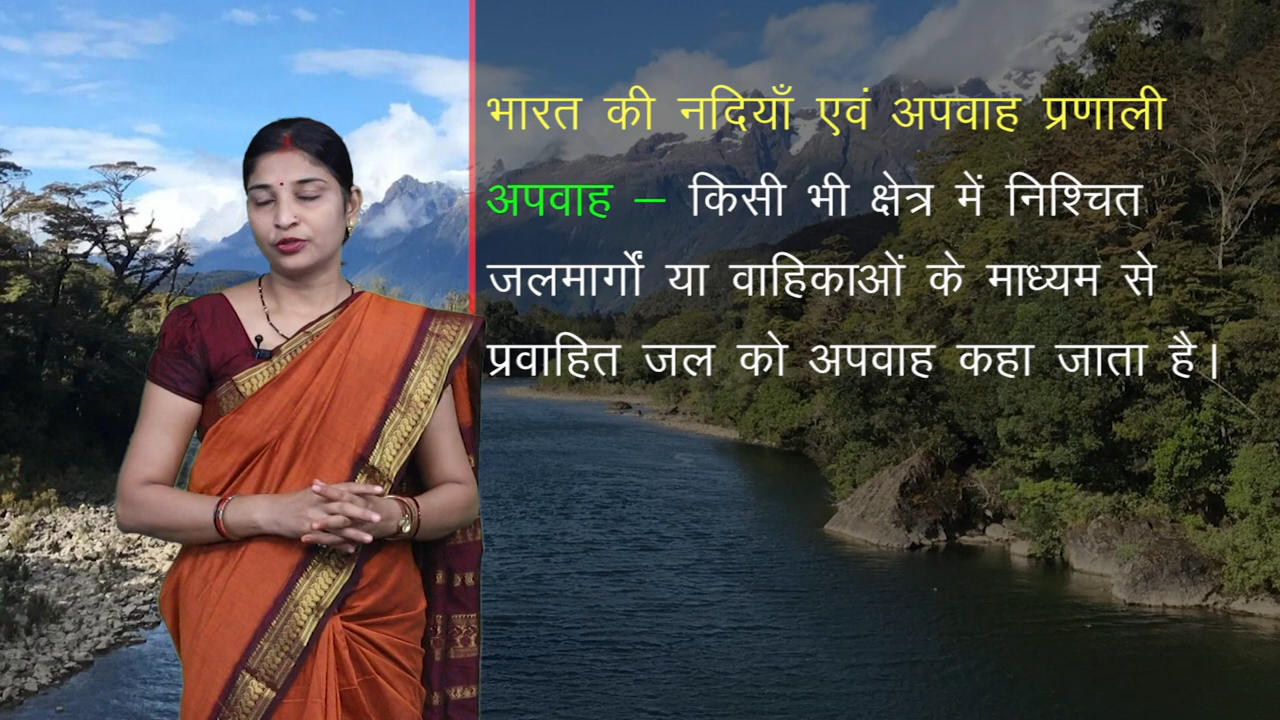 भारत की नदियाँ एवं अपवाह प्रणाली
अपवाह – किसी भी क्षेत्र में निश्चित
जलमार्गों या वाहिकाओं के माध्यम से
प्रवाहित जल को अपवाह कहा जाता है।